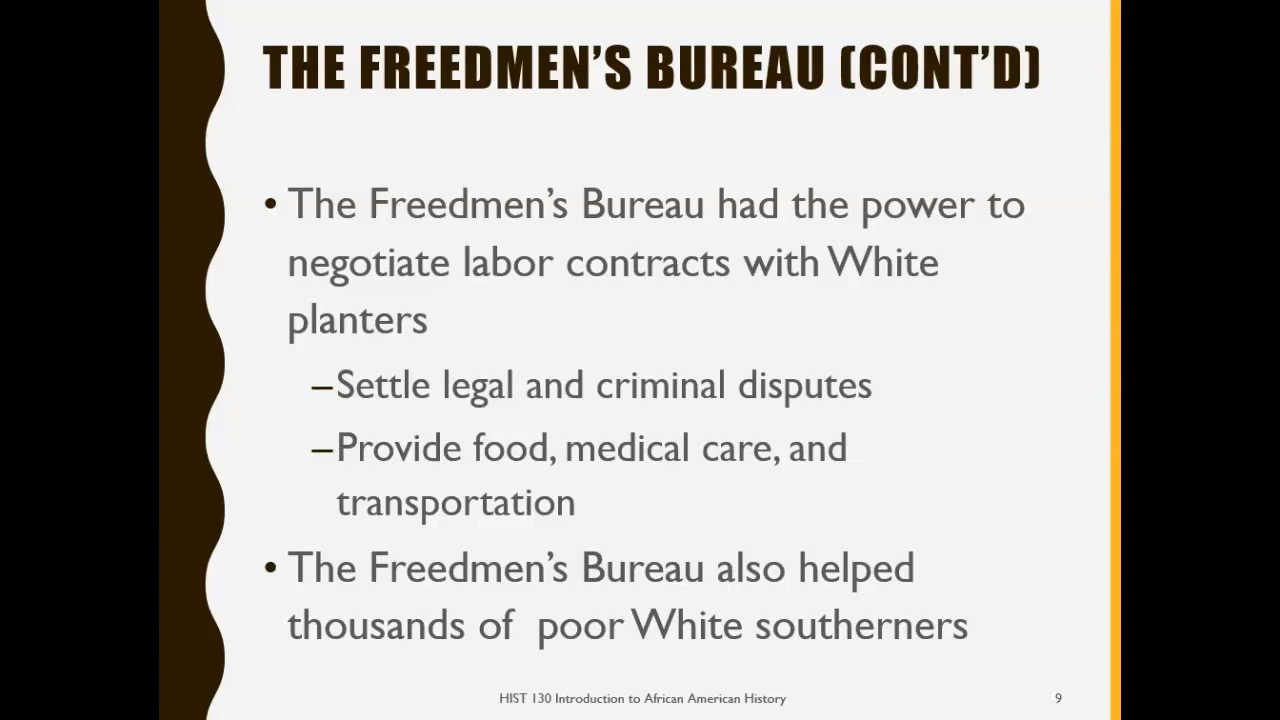 THE FREEDMEN’S BUREAU (CONT’D)
• The Freedmen’s Bureau had the power to
negotiate labor contracts with White
planters
–Settle legal and criminal disputes
–Provide food, medical care, and
transportation
• The Freedmen’s Bureau also helped
thousands of  poor White southerners
HIST 130 Introduction to African American History
9